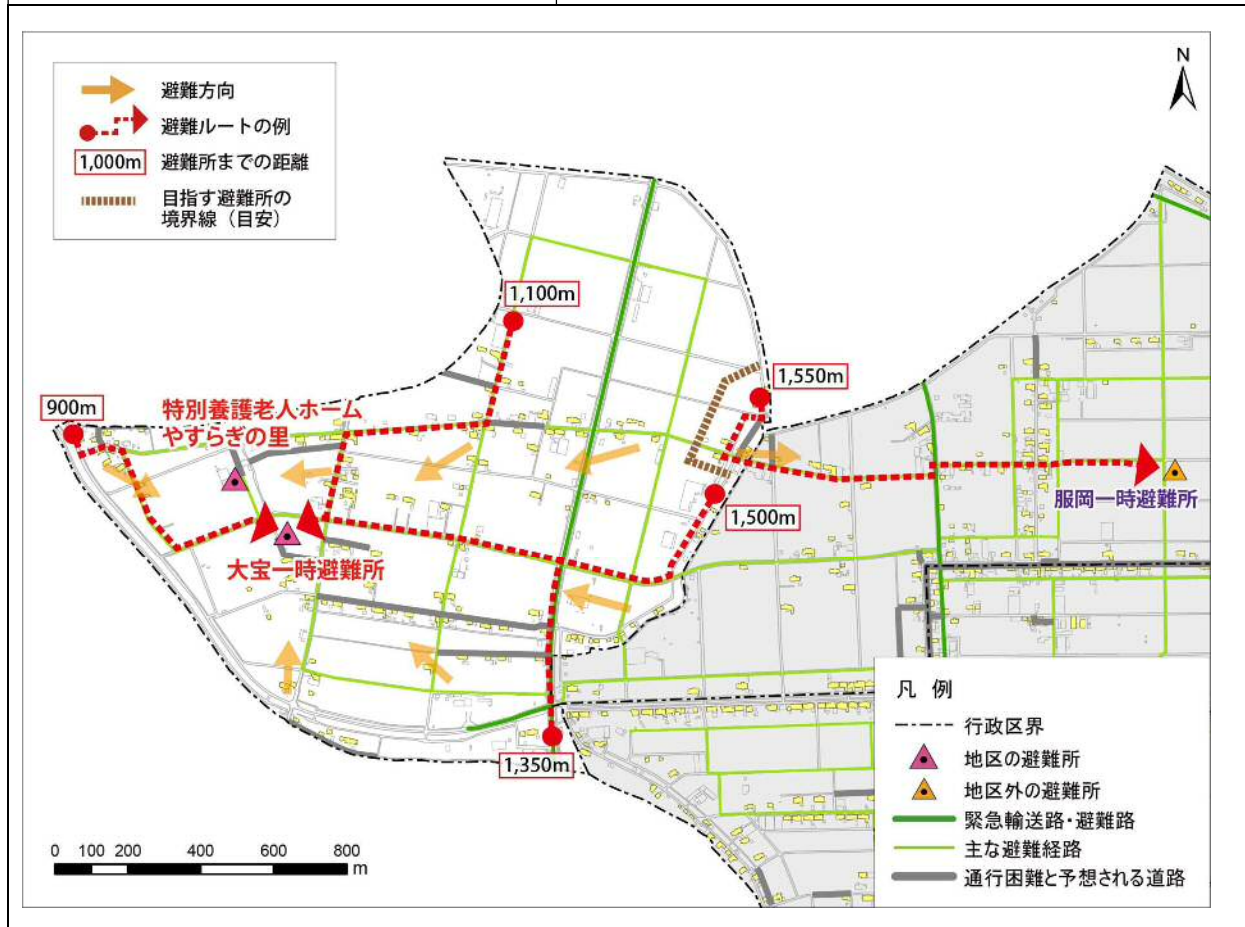 避難方向
避難ルートの例
1,000m 避難所までの距離
目指す避難所の
境界線（目安）
N
1,100m
1,550m
900m
特別養護老人ホーム
やすらぎの里
服岡一時避難所
1,500m
大宝一時避難所
1,350m
凡 例
行政区界
地区の避難所
地区外の避難所
緊急輸送路・避難路
主な避難経路
通行困難と予想される道路
0 100 200 400 600 800
m